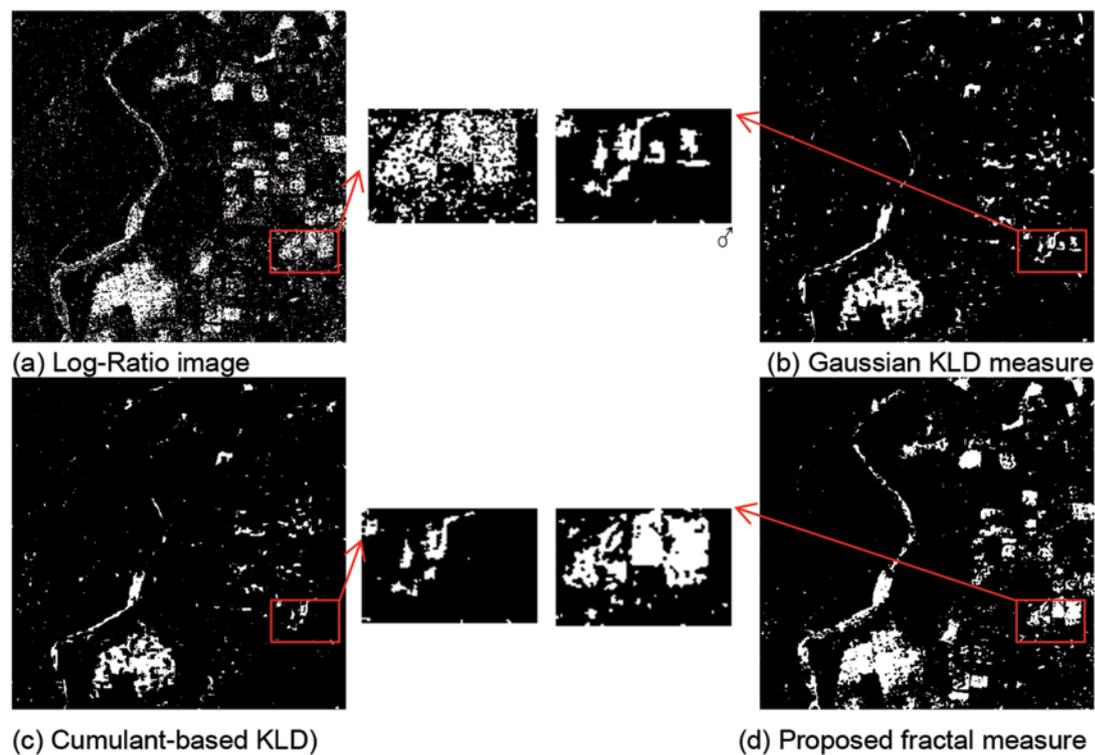 ♂
(a) Log-Ratio image
(b) Gaussian KLD measure
(c) Cumulant-based KLD)
(d) Proposed fractal measure